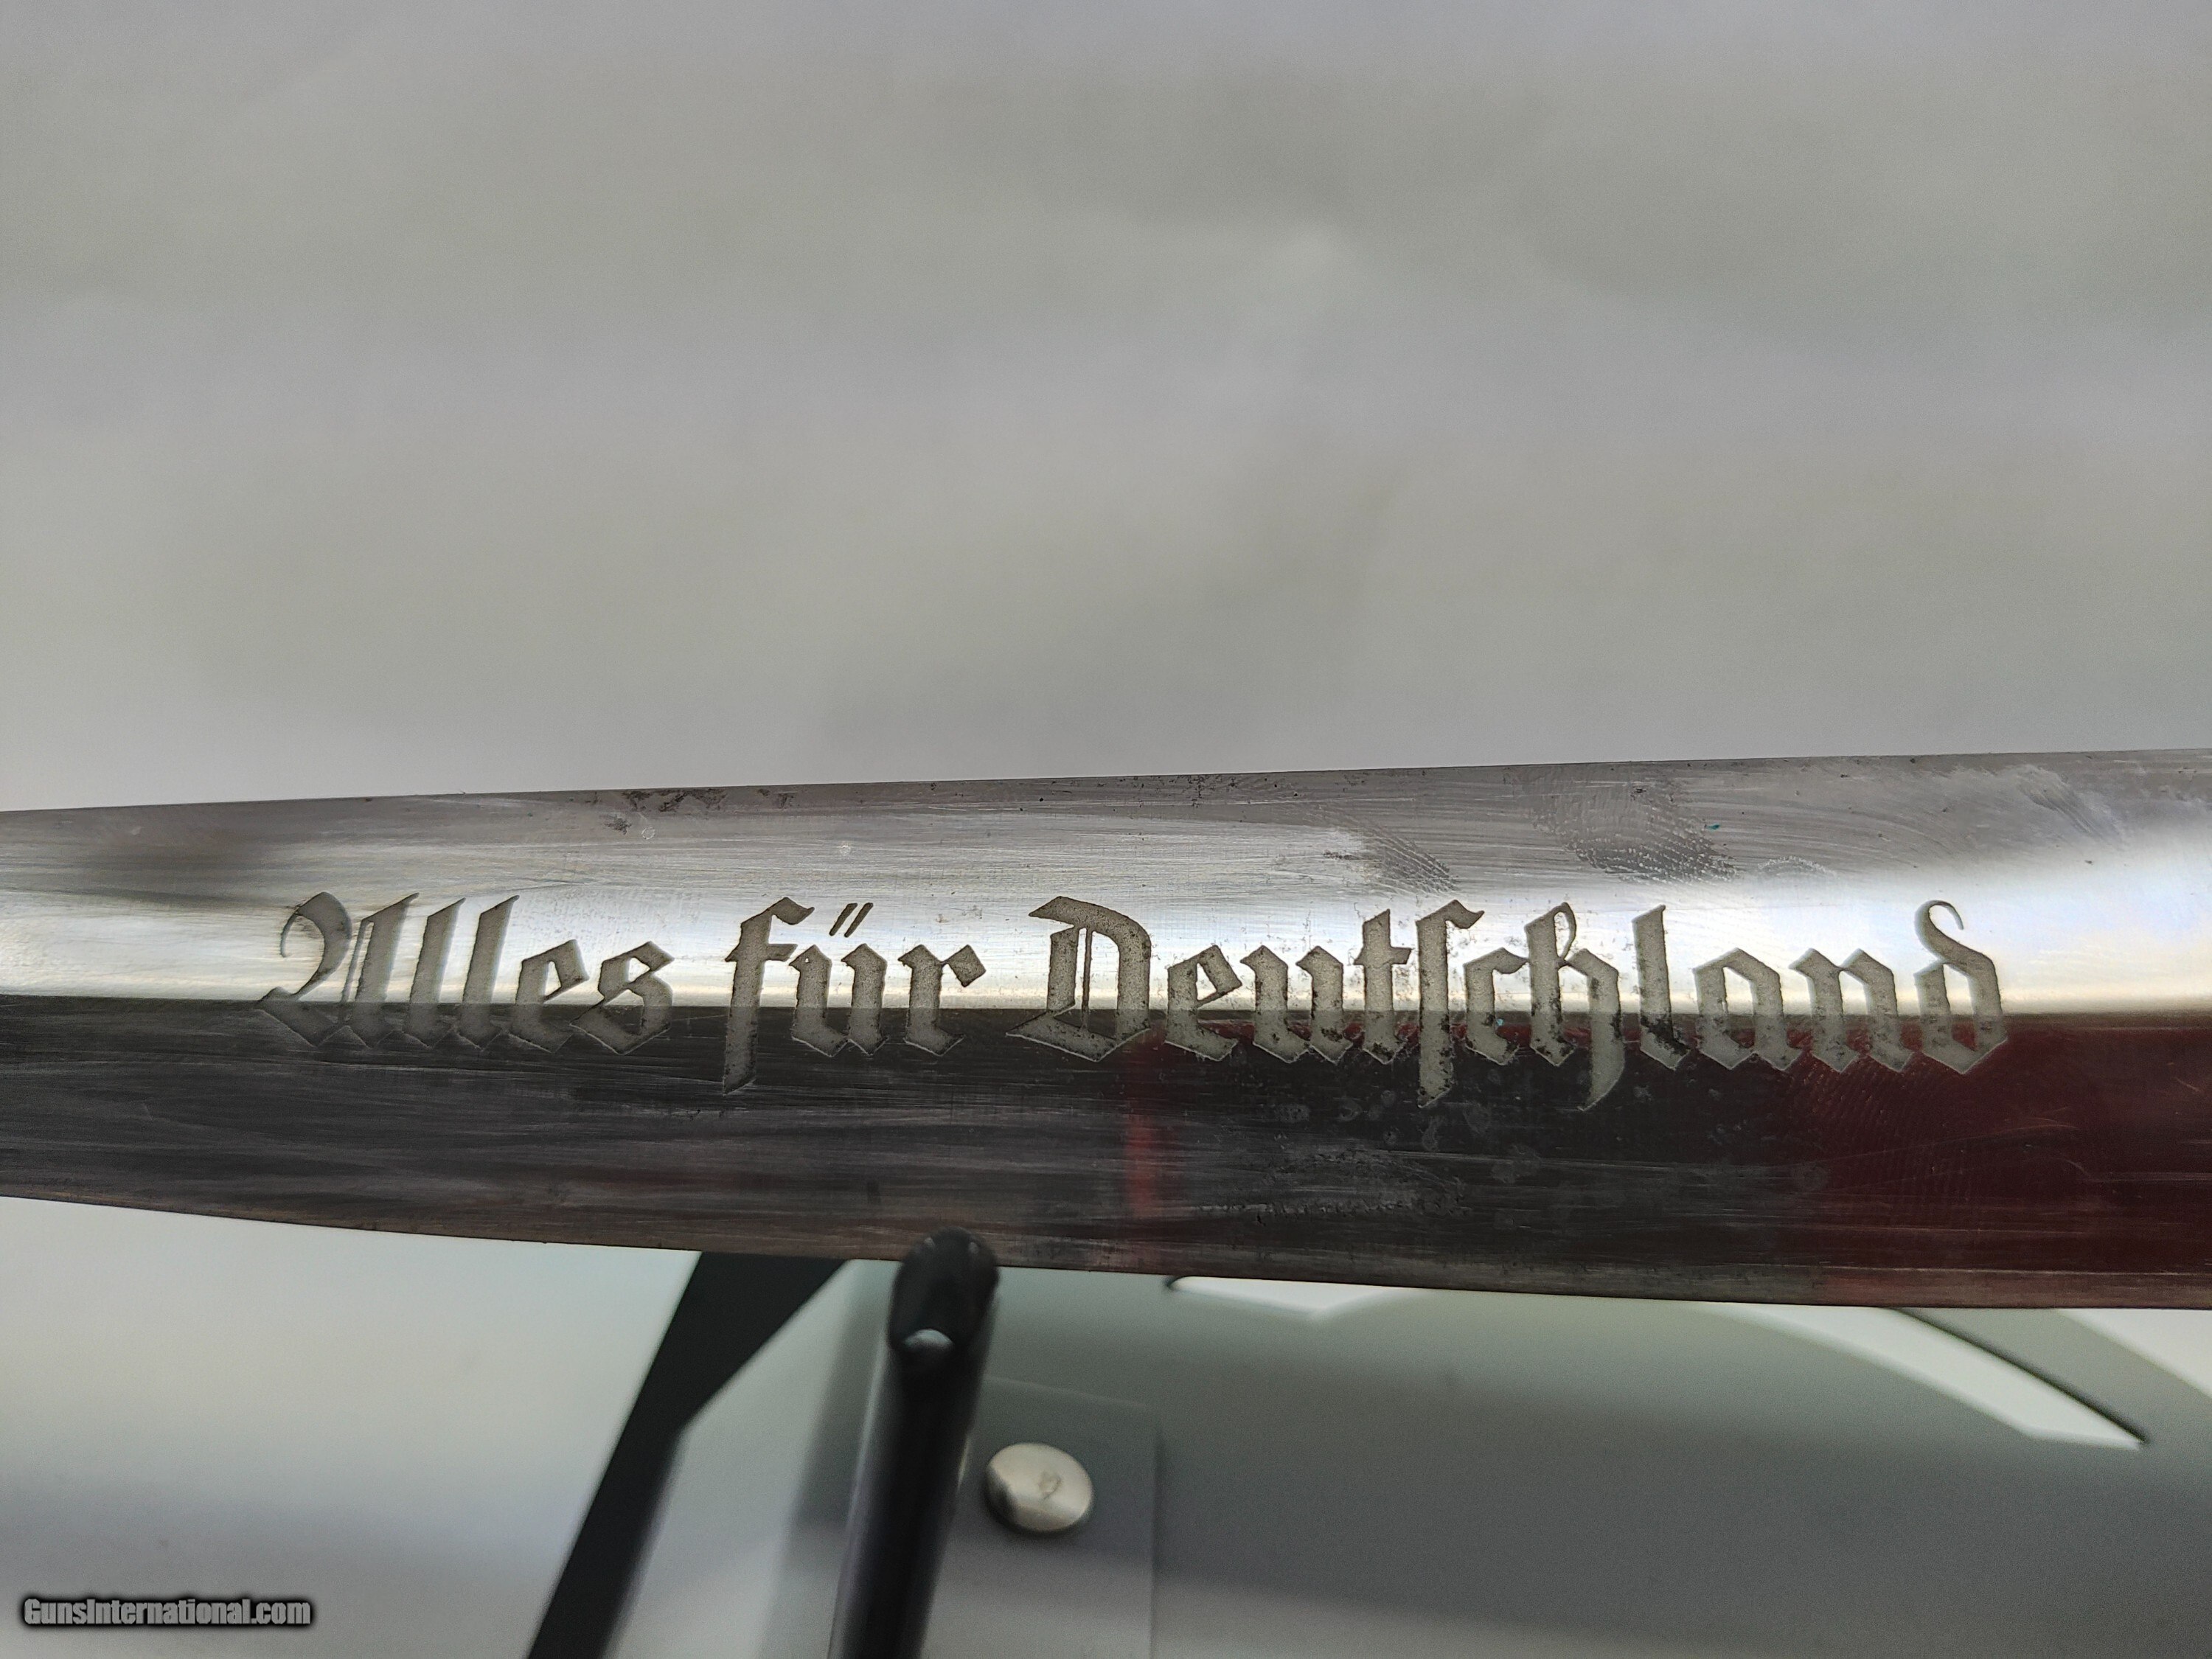 Alles für Deutſchland
GunsInternational.com